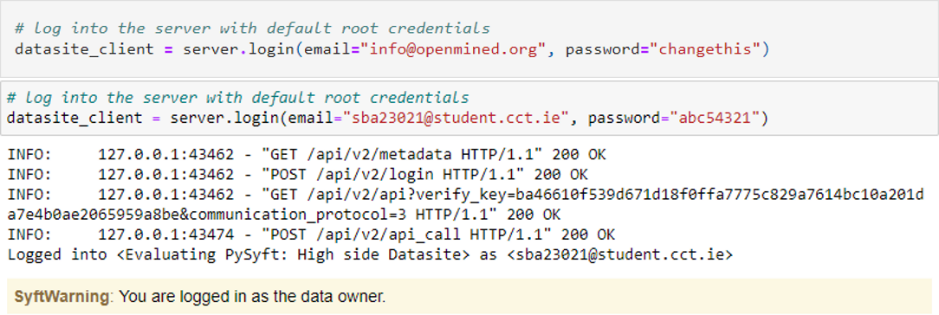 # log into the server with default root credentials
datasite_client = server.login(email="info@openmined.org", password="changethis")
# log into the server with default root credentials
datasite_client = server.login(email="sba23021@student.cct.ie", password="abc54321")
INFO:     127.0.0.1:43462 - "GET /api/v2/metadata HTTP/1.1" 200 OK
INFO:     127.0.0.1:43462 - "POST /api/v2/login HTTP/1.1" 200 OK
INFO:     127.0.0.1:43462 - "GET /api/v2/api?verify_key=ba46610f539d671d18f0ffa7775c829a7614bc10a201d
a7e4b0ae2065959a8be&communication_protocol=3 HTTP/1.1" 200 OK
INFO:     127.0.0.1:43474 - "POST /api/v2/api_call HTTP/1.1" 200 OK
Logged into <Evaluating PySyft: High side Datasite> as <sba23021@student.cct.ie>
SyftWarning: You are logged in as the data owner.